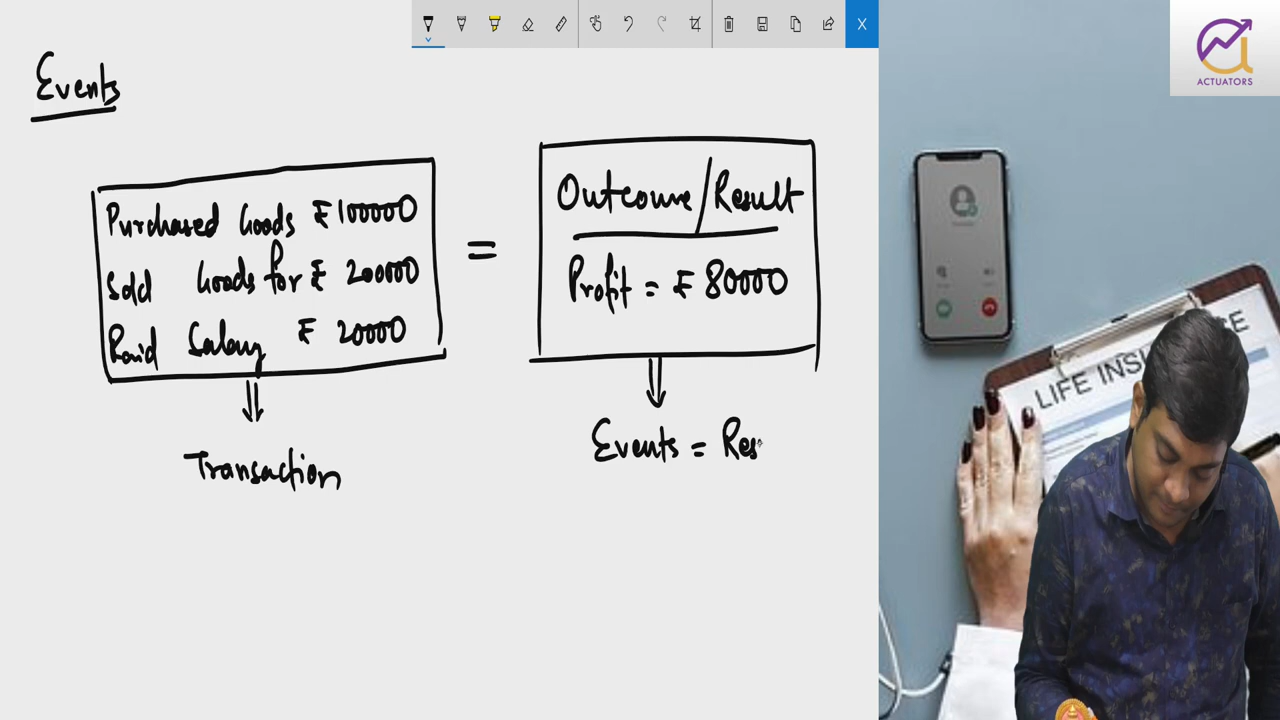 Events
Purchased Goods ₹ 100000
Sold Goods for ₹ 200000
Paid Salary ₹ 20000
=
Outcome/Result
Profit = ₹ 80000
Transaction
Events = Res
X
ACTUATORS
LIFE INS CE